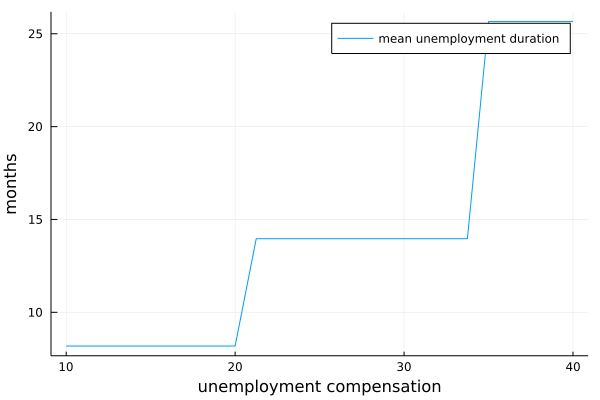 25
20
15
10
months
mean unemployment duration
10 20 30 40
unemployment compensation